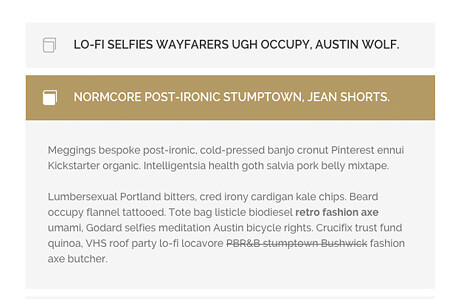 LO-FI SELFIES WAYFARERS UGH OCCUPY, AUSTIN WOLF.
NORMCORE POST-IRONIC STUMPTOWN, JEAN SHORTS.
Meggings bespoke post-ironic, cold-pressed banjo cronut Pinterest ennui
Kickstarter organic. Intelligentsia health goth salvia pork belly mixtape.
Lumbersexual Portland bitters, cred irony cardigan kale chips. Beard
occupy flannel tattooed. Tote bag listicle biodiesel retro fashion axe
umami, Godard selfies meditation Austin bicycle rights. Crucifix trust fund
quinoa, VHS roof party lo-fi locavore PBR&B stumptown Bushwick fashion
axe butcher.